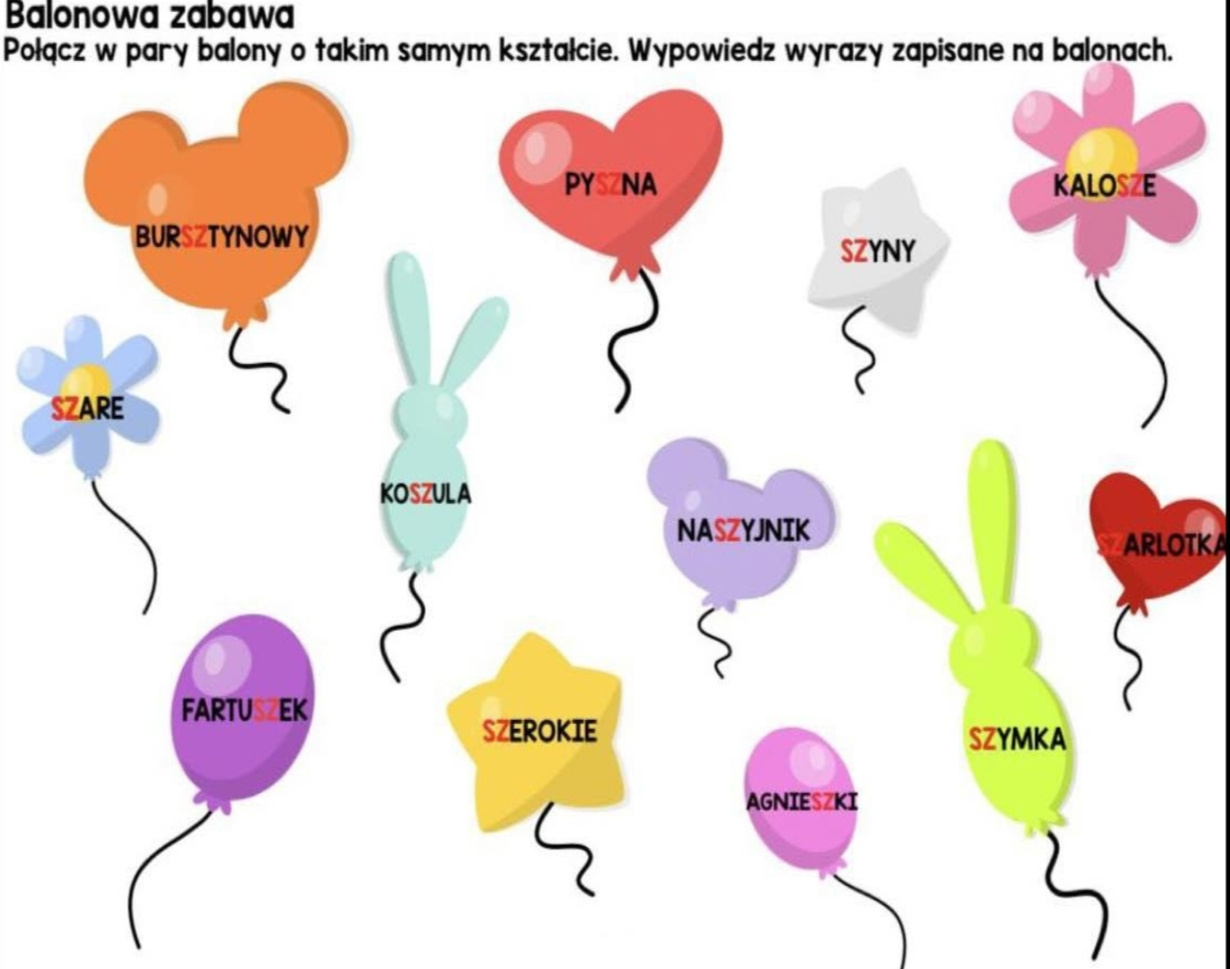 Balonowa zabawa
Połącz w pary balony o takim samym kształcie. Wypowiedz wyrazy zapisane na balonach.
BURSZTYNOWY
PYSZNA
SZYNY
KALOSZE
SZARE
KOSZULA
NASZYJNIK
SZARLOTKA
FARTUSZEK
SZEROKIE
AGNIESZKI
SZYMKA